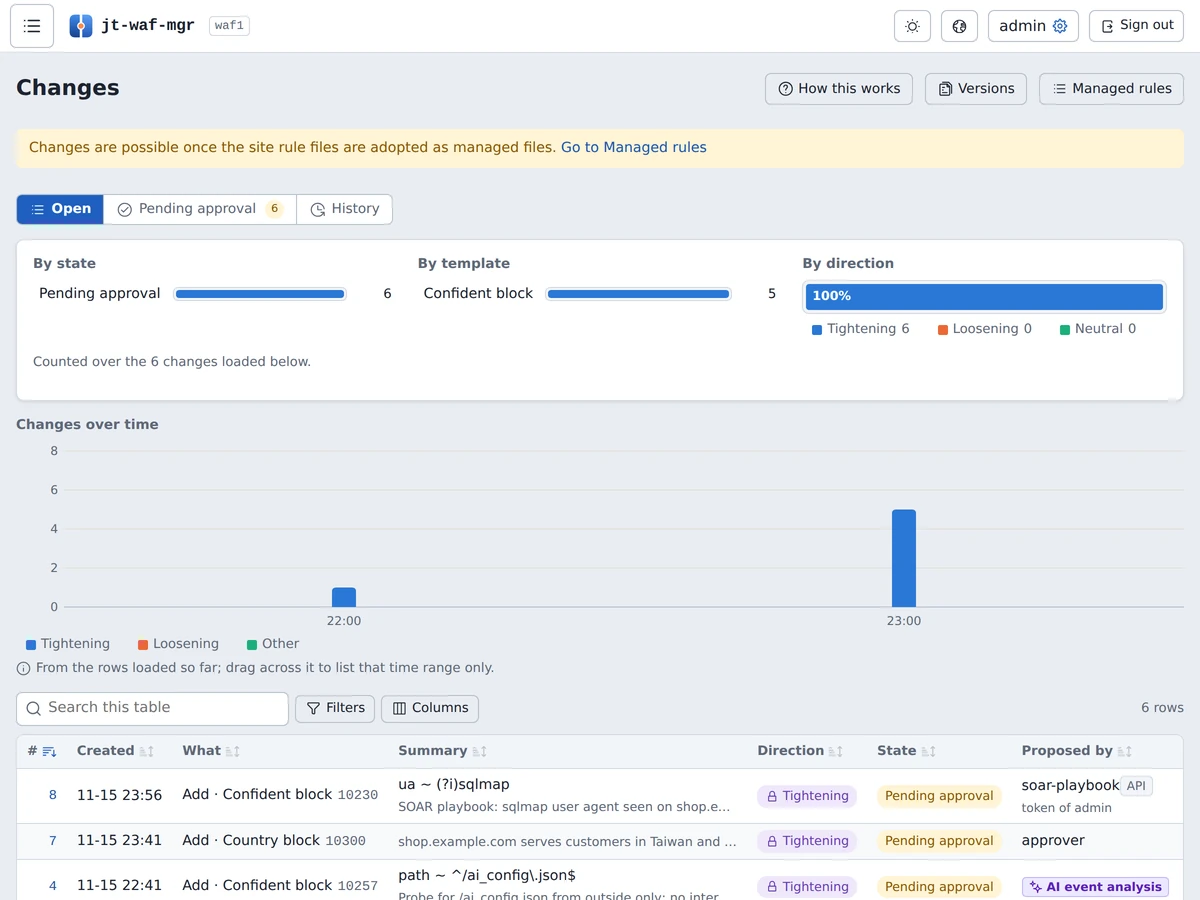 jt-waf-mgr waf1 admin Sign out
Changes How this works Versions Managed rules
Changes are possible once the site rule files are adopted as managed files. Go to Managed rules
Open Pending approval 6 History
By state By template By direction
Pending approval 6 Confident block 5 100%
Tightening 6 Loosening 0 Neutral 0
Counted over the 6 changes loaded below.
Changes over time
8
6
4
2
0
22:00 23:00
Tightening Loosening Other
From the rows loaded so far; drag across it to list that time range only.
Search this table Filters Columns 6 rows
# Created What Summary Direction State Proposed by
8 11-15 23:56 Add · Confident block 10230 ua ~ (?i)sqlmap Tightening Pending approval soar-playbook API
SOAR playbook: sqlmap user agent seen on shop.e... token of admin
7 11-15 23:41 Add · Country block 10300 shop.example.com serves customers in Taiwan and ... Tightening Pending approval approver
4 11-15 22:41 Add · Confident block 10257 path ~ ^/ai_config\.json$ Tightening Pending approval AI event analysis
Probe for /ai_config.json from outside only; no inter...